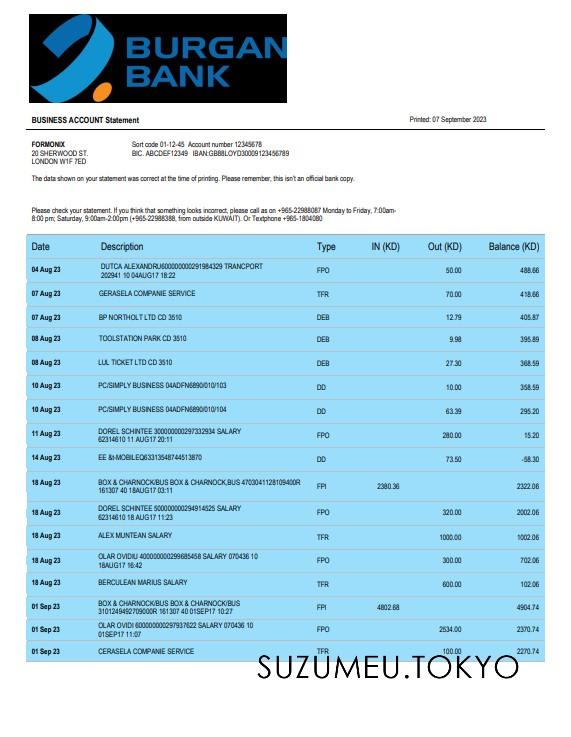 BURGAN
BANK
BUSINESS ACCOUNT Statement Printed: 07 September 2023
FORMONIX Sort code 01-12-45 Account number 12345678
20 SHERWOOD ST. BIC. ABCDEF12349 IBAN:GB88LOYD30009123456789
LONDON W1F 7ED
The data shown on your statement was correct at the time of printing. Please remember, this isn't an official bank copy.
Please check your statement. If you think that something looks incorrect, please call as on +965-22988087 Monday to Friday, 7:00am-
8:00 pm; Saturday, 9:00am-2:00pm (+965-22988388, from outside KUWAIT). Or Textphone +965-1804080
Date Description Type IN (KD) Out (KD) Balance (KD)
04 Aug 23 DUTCA ALEXANDRU6000000000291984329 TRANCPORT FPO 50.00 488.66
202941 10 04AUG17 18:22
07 Aug 23 GERASELA COMPANIE SERVICE TFR 70.00 418.66
07 Aug 23 BP NORTHOLT LTD CD 3510 DEB 12.79 405.87
08 Aug 23 TOOLSTATION PARK CD 3510 DEB 9.98 395.89
08 Aug 23 LUL TICKET LTD CD 3510 DEB 27.30 368.59
10 Aug 23 PC/SIMPLY BUSINESS 04ADFN6890/010/103 DD 10.00 358.59
10 Aug 23 PC/SIMPLY BUSINESS 04ADFN6890/010/104 DD 63.39 295.20
11 Aug 23 DOREL SCHINTEE 300000000297332934 SALARY FPO 280.00 15.20
62314610 11 AUG17 20:11
14 Aug 23 EE &t-MOBILEQ63313548744513870 DD 73.50 -58.30
18 Aug 23 BOX & CHARNOCK/BUS BOX & CHARNOCK,BUS 4703041128109400R FPI 2380.36 2322.06
161307 40 18AUG17 03:11
18 Aug 23 DOREL SCHINTEE 500000000294914525 SALARY FPO 320.00 2002.06
62314610 18 AUG17 11:23
18 Aug 23 ALEX MUNTEAN SALARY TFR 1000.00 1002.06
18 Aug 23 OLAR OVIDIU 400000000299685458 SALARY 070436 10 FPO 300.00 702.06
18AUG17 16:42
18 Aug 23 BERCULEAN MARIUS SALARY TFR 600.00 102.06
01 Sep 23 BOX & CHARNOCK/BUS BOX & CHARNOCK/BUS FPI 4802.68 4904.74
3101249492709000R 161307 40 01SEP17 10:27
01 Sep 23 OLAR OVIDI 6000000000297937622 SALARY 070436 10 FPO 2534.00 2370.74
01SEP17 11:07
01 Sep 23 CERASELA COMPANIE SERVICE TFR 100.00 2270.74
SUZUMEU.TOKYO